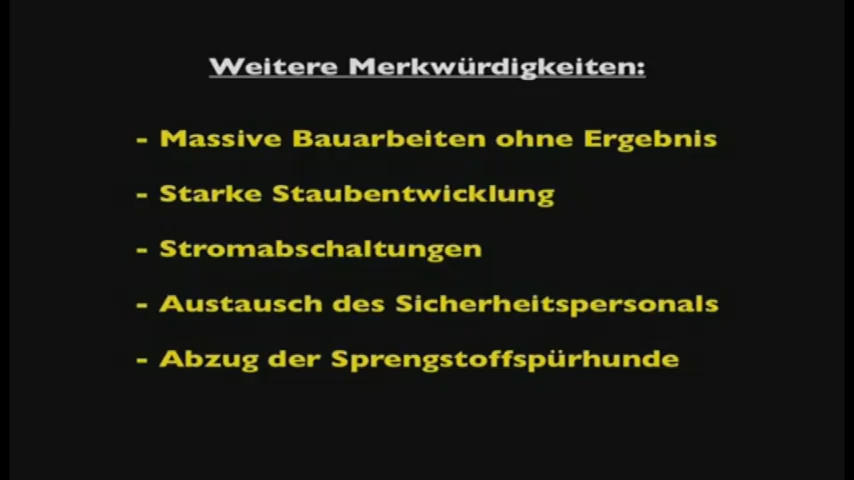 Weitere Merkwürdigkeiten:
- Massive Bauarbeiten ohne Ergebnis
- Starke Staubentwicklung
- Stromabschaltungen
- Austausch des Sicherheitspersonals
- Abzug der Sprengstoffspürhunde